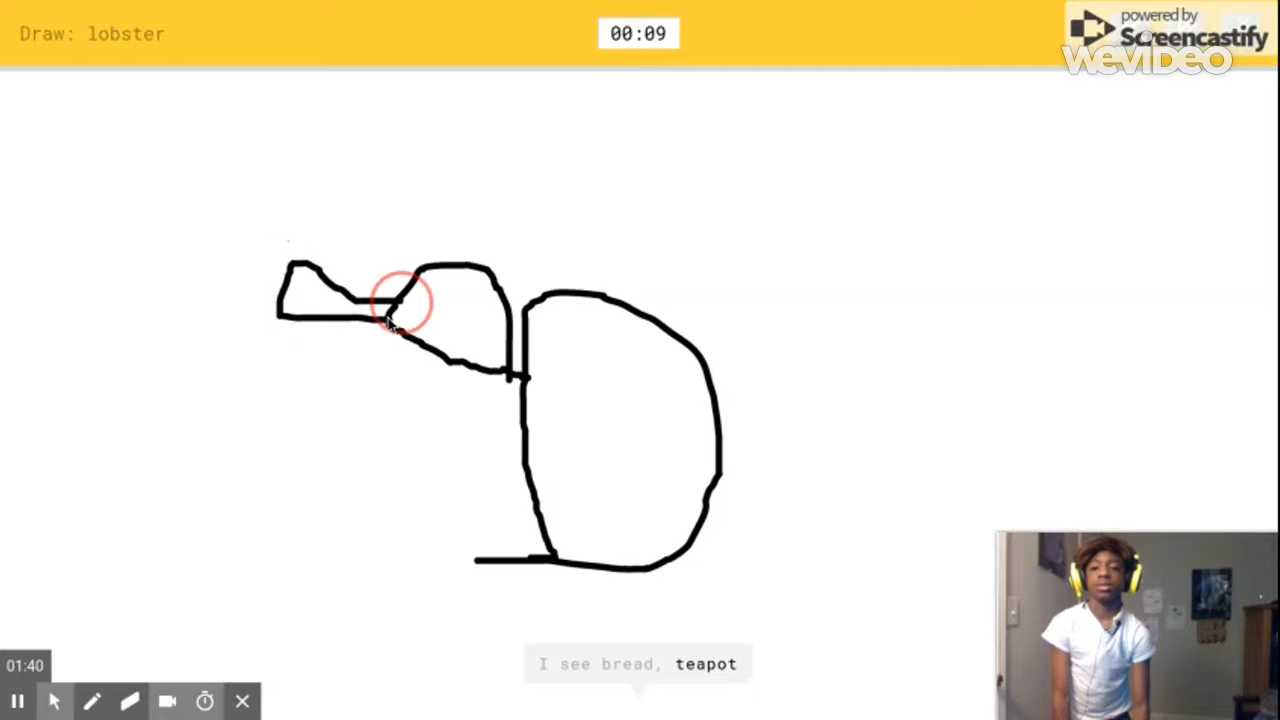 Draw: lobster
00:09
powered by
Screencastify
WEVIDEO
I see bread, teapot
01:40